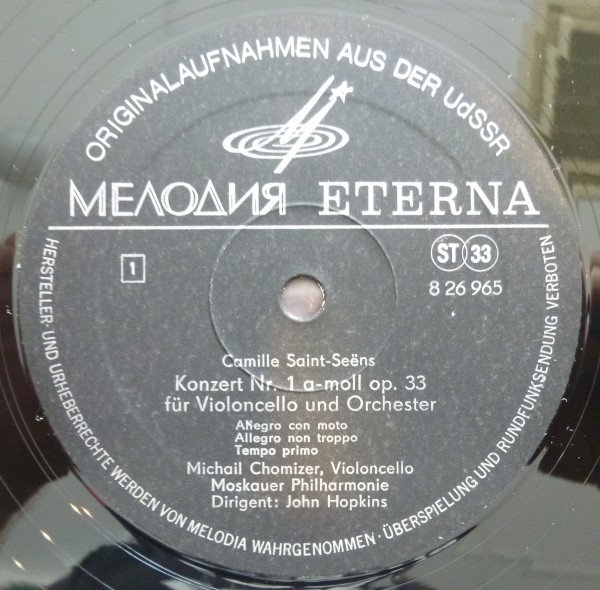 ORIGINALAUFNAHMEN AUS DER UdSSR
МЕЛОДИЯ ETERNA
1
ST 33
8 26 965
Camille Saint-Seëns
Konzert Nr. 1 a-moll op. 33
für Violoncello und Orchester
Allegro con moto
Allegro non troppo
Tempo primo
Michail Chomizer, Violoncello
Moskauer Philharmonie
Dirigent: John Hopkins
HERSTELLER- UND URHEBERRECHTE WERDEN VON MELODIA WAHRGENOMMEN · ÜBERSPIELUNG UND RUNDFUNKSENDUNG VERBOTEN